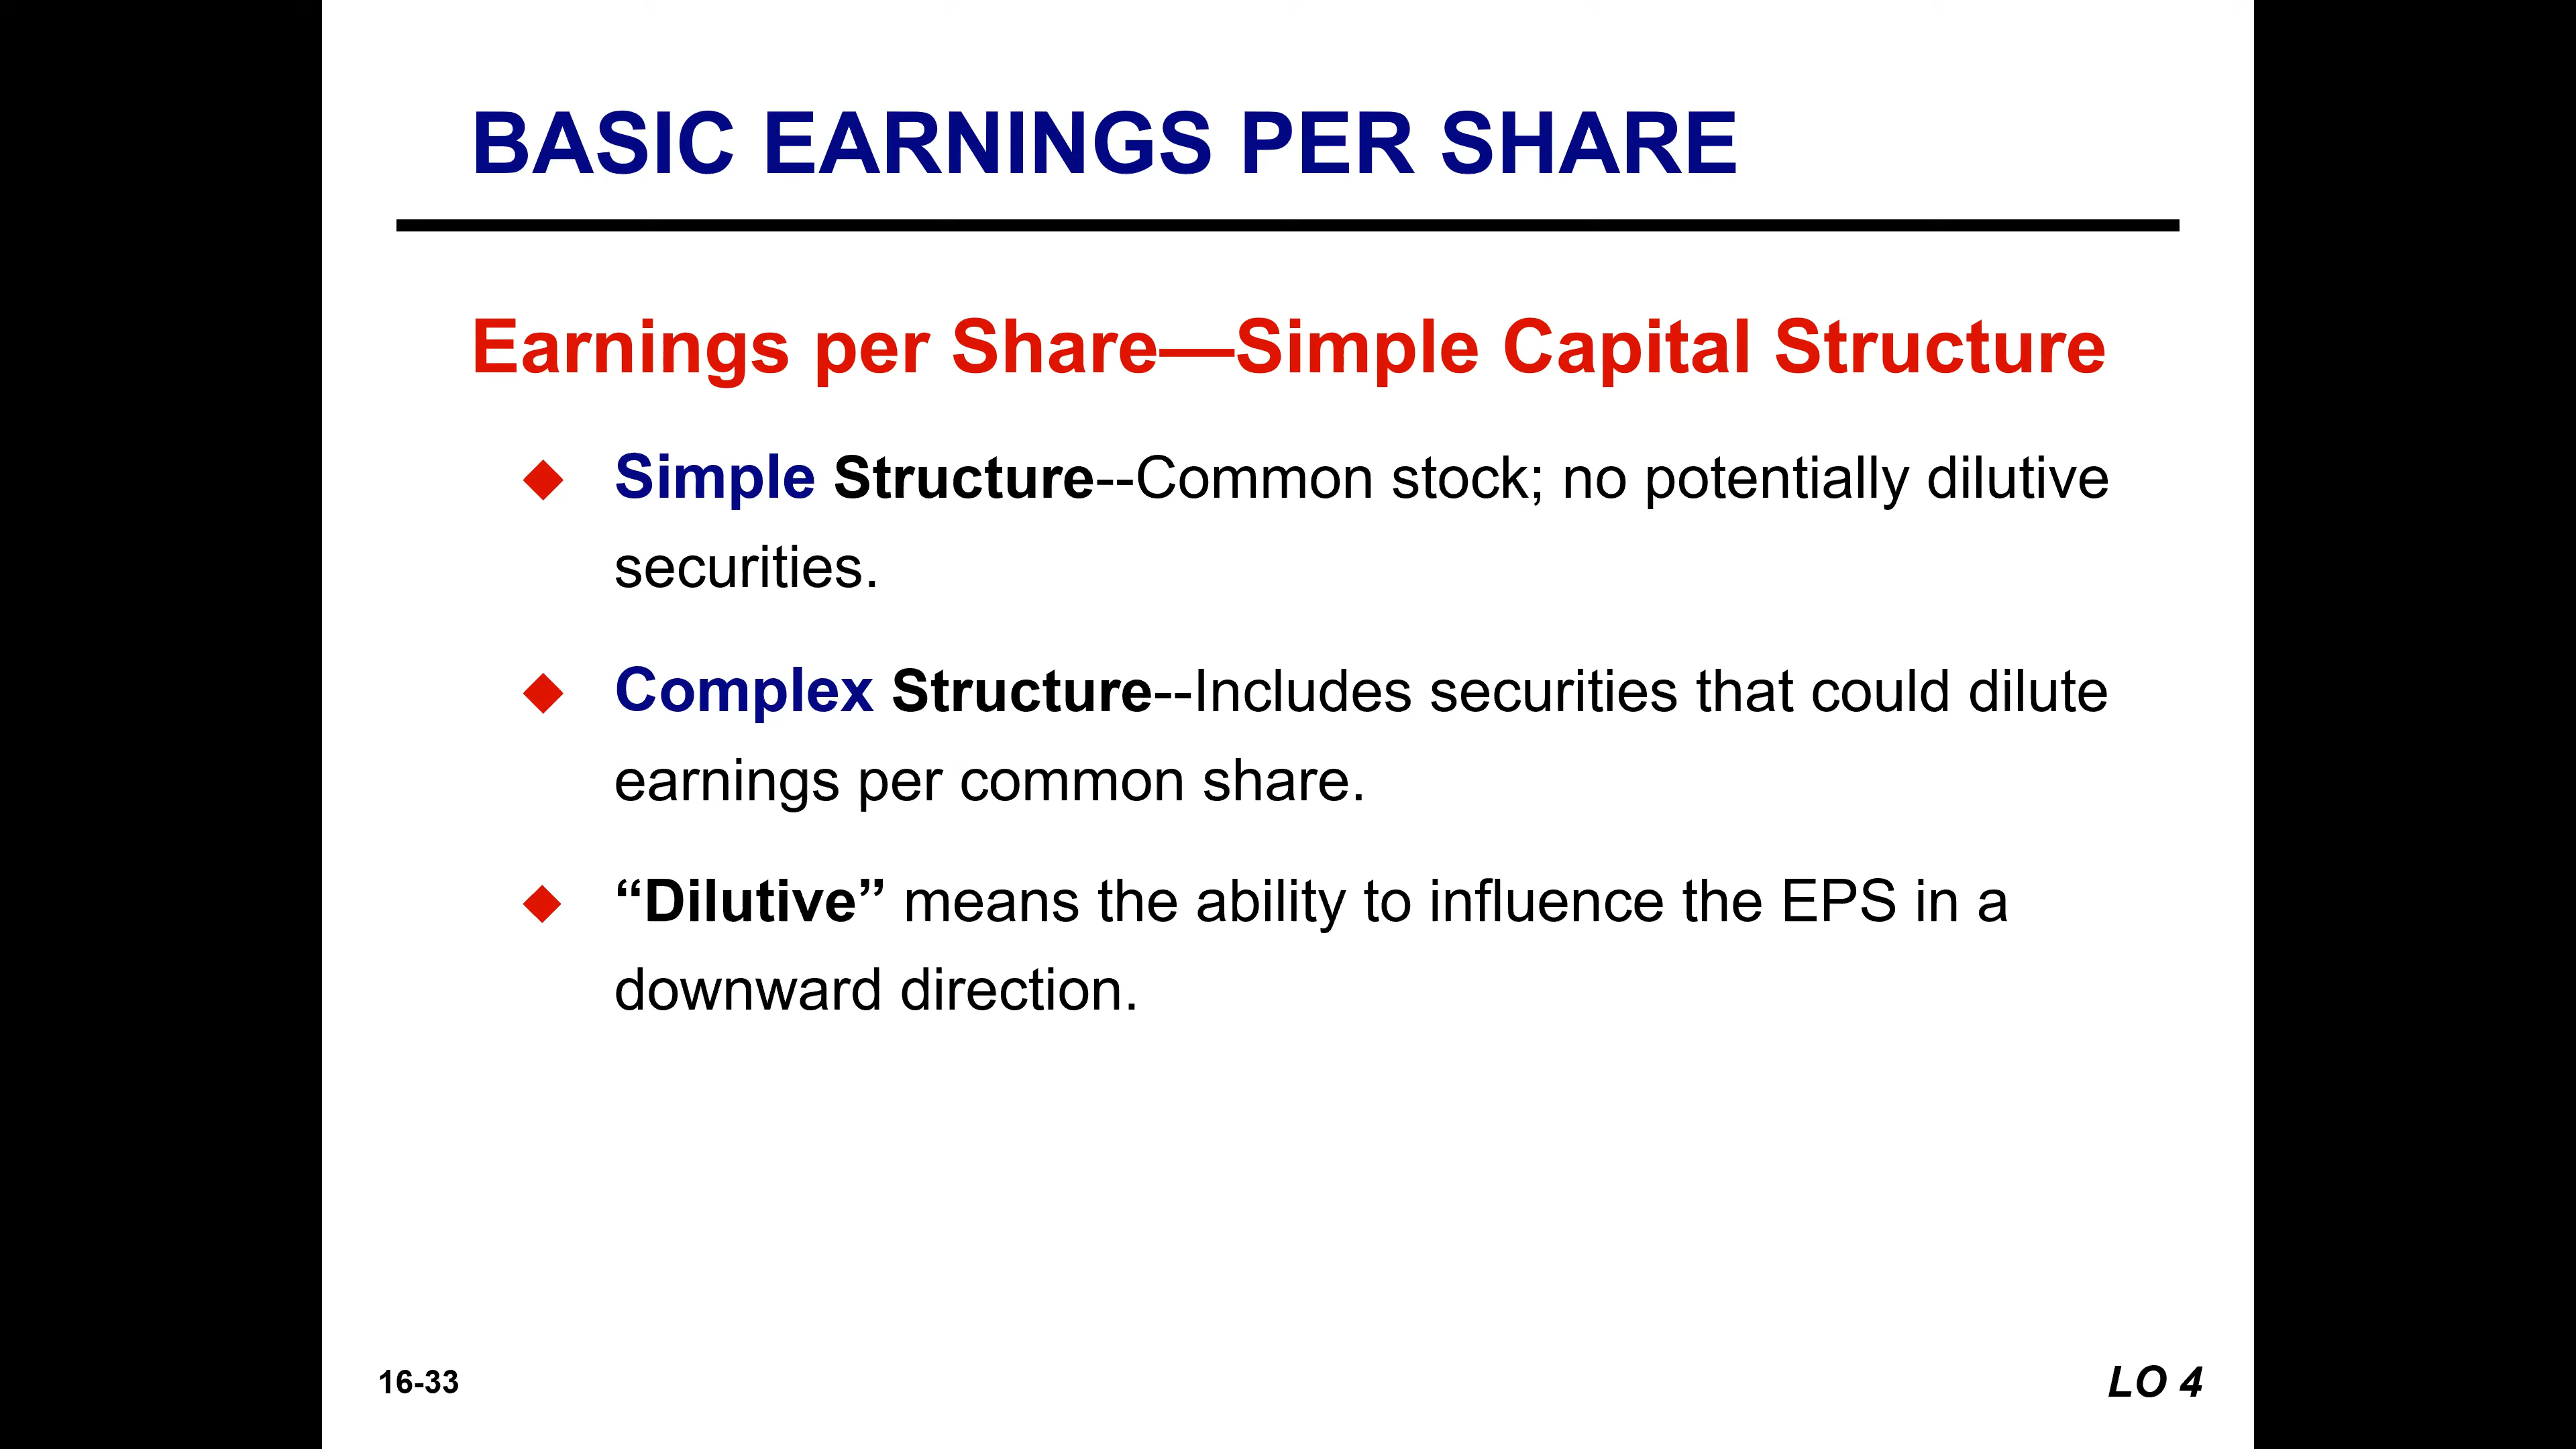 BASIC EARNINGS PER SHARE
Earnings per Share—Simple Capital Structure
Simple Structure--Common stock; no potentially dilutive
securities.
Complex Structure--Includes securities that could dilute
earnings per common share.
“Dilutive” means the ability to influence the EPS in a
downward direction.
16-33
LO 4